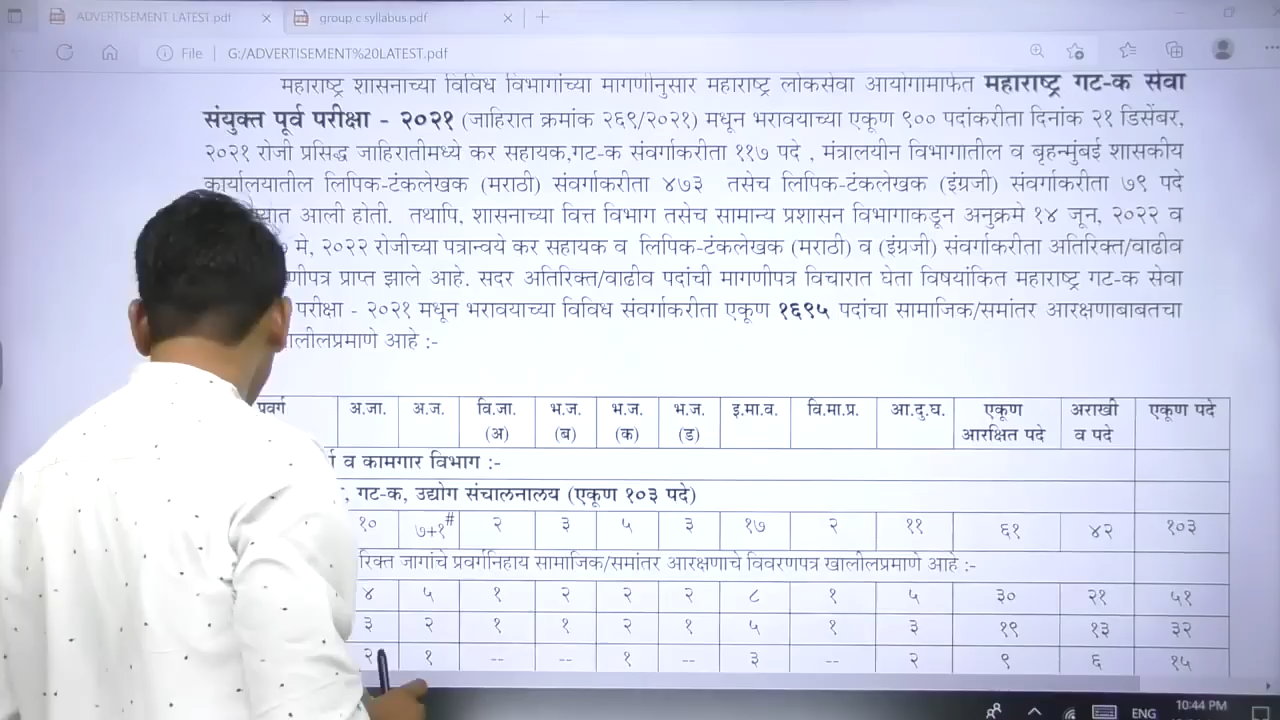 ADVERTISEMENT LATEST.pdf
group c syllabus.pdf
File
G:/ADVERTISEMENT%20LATEST.pdf
महाराष्ट्र शासनाच्या विविध विभागांच्या मागणीनुसार महाराष्ट्र लोकसेवा आयोगामार्फत महाराष्ट्र गट-क सेवा
संयुक्त पूर्व परीक्षा - २०२१ (जाहिरात क्रमांक २६९/२०२१) मधून भरावयाच्या एकूण ९०० पदांकरीता दिनांक २१ डिसेंबर,
२०२१ रोजी प्रसिद्ध जाहिरातीमध्ये कर सहायक,गट-क संवर्गाकरीता ११७ पदे , मंत्रालयीन विभागातील व बृहन्मुंबई शासकीय
कार्यालयातील लिपिक-टंकलेखक (मराठी) संवर्गाकरीता ४७३ तसेच लिपिक-टंकलेखक (इंग्रजी) संवर्गाकरीता ७९ पदे
आली होती. तथापि, शासनाच्या वित्त विभाग तसेच सामान्य प्रशासन विभागाकडून अनुक्रमे १४ जून, २०२२ व
मे, २०२२ रोजीच्या पत्रान्वये कर सहायक व लिपिक-टंकलेखक (मराठी) व (इंग्रजी) संवर्गाकरीता अतिरिक्त/वाढीव
प्राप्त झाले आहे. सदर अतिरिक्त/वाढीव पदांची मागणीपत्र विचारात घेता विषयांकित महाराष्ट्र गट-क सेवा
परीक्षा - २०२१ मधून भरावयाच्या विविध संवर्गाकरीता एकूण १६९५ पदांचा सामाजिक/समांतर आरक्षणाबाबतचा
आहे :-
प्रवर्ग अ.जा. अ.ज. वि.जा. (अ) भ.ज. (ब) भ.ज. (क) भ.ज. (ड) इ.मा.व. वि.मा.प्र. आ.दु.घ. एकूण आरक्षित पदे अराखीव पदे एकूण पदे
व कामगार विभाग :-
, गट-क, उद्योग संचालनालय (एकूण १०३ पदे)
१० ७+१# २ ३ ५ ३ १७ २ ११ ६१ ४२ १०३
जागांचे प्रवर्गनिहाय सामाजिक/समांतर आरक्षणाचे विवरणपत्र खालीलप्रमाणे आहे :-
४ ५ १ २ २ २ ८ १ ५ ३० २१ ५१
३ २ १ १ २ १ ५ १ ३ १९ १३ ३२
२ १ -- -- १ -- ३ -- २ ९ ६ १५
ENG
10:44 PM